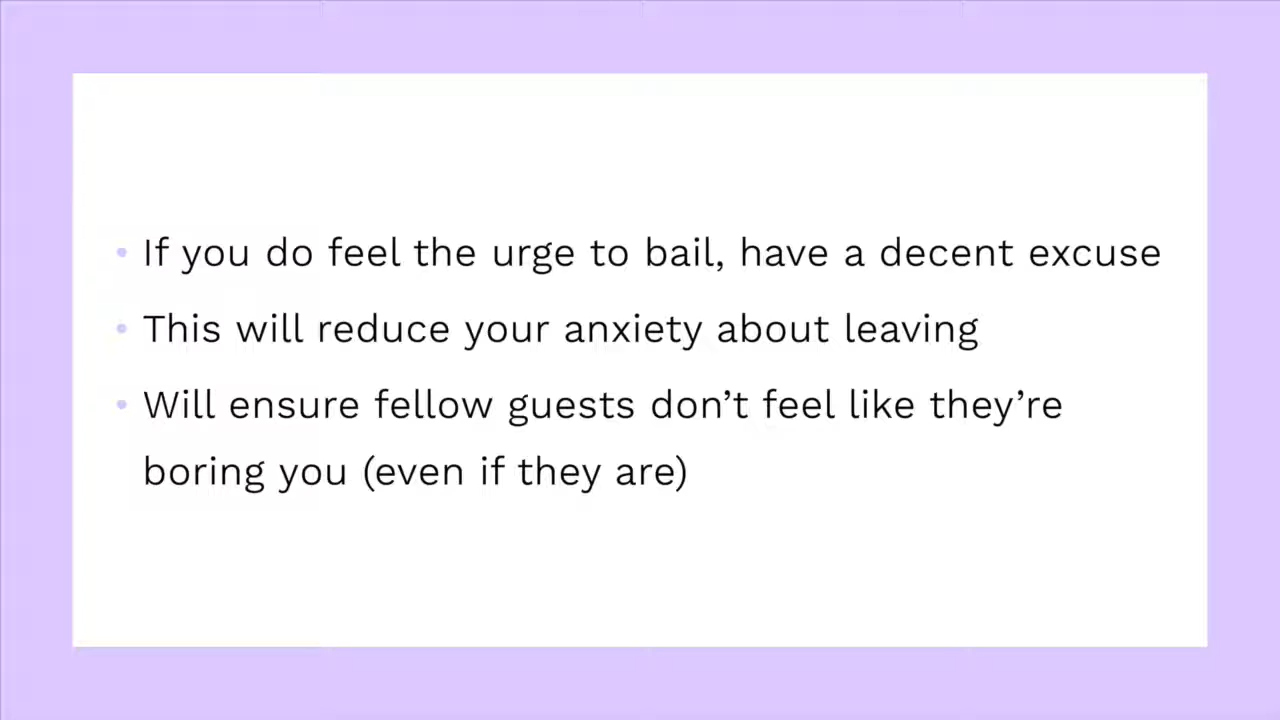 • If you do feel the urge to bail, have a decent excuse
• This will reduce your anxiety about leaving
• Will ensure fellow guests don’t feel like they’re
boring you (even if they are)